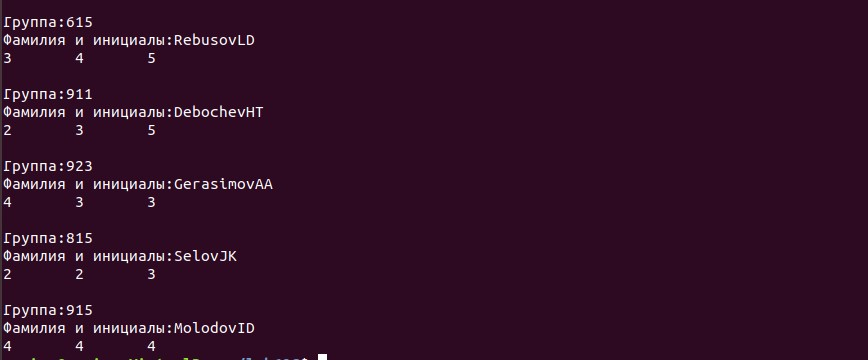 Группа:615
Фамилия и инициалы:RebusovLD
3 4 5
Группа:911
Фамилия и инициалы:DebochevHT
2 3 5
Группа:923
Фамилия и инициалы:GerasimovAA
4 3 3
Группа:815
Фамилия и инициалы:SelovJK
2 2 3
Группа:915
Фамилия и инициалы:MolodovID
4 4 4